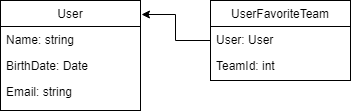 User
Name: string
BirthDate: Date
Email: string
UserFavoriteTeam
User: User
TeamId: int